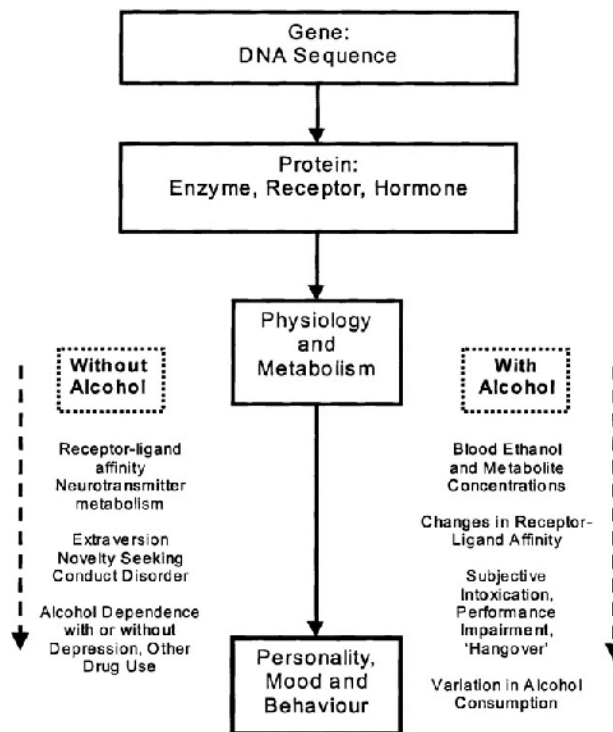 Gene:
DNA Sequence
Protein:
Enzyme, Receptor, Hormone
Physiology
and
Metabolism
Without
Alcohol
Receptor-ligand
affinity
Neurotransmitter
metabolism
Extraversion
Novelty Seeking
Conduct Disorder
Alcohol Dependence
with or without
Depression, Other
Drug Use
With
Alcohol
Blood Ethanol
and Metabolite
Concentrations
Changes in Receptor-
Ligand Affinity
Subjective
Intoxication,
Performance
Impairment,
'Hangover'
Variation in Alcohol
Consumption
Personality,
Mood and
Behaviour